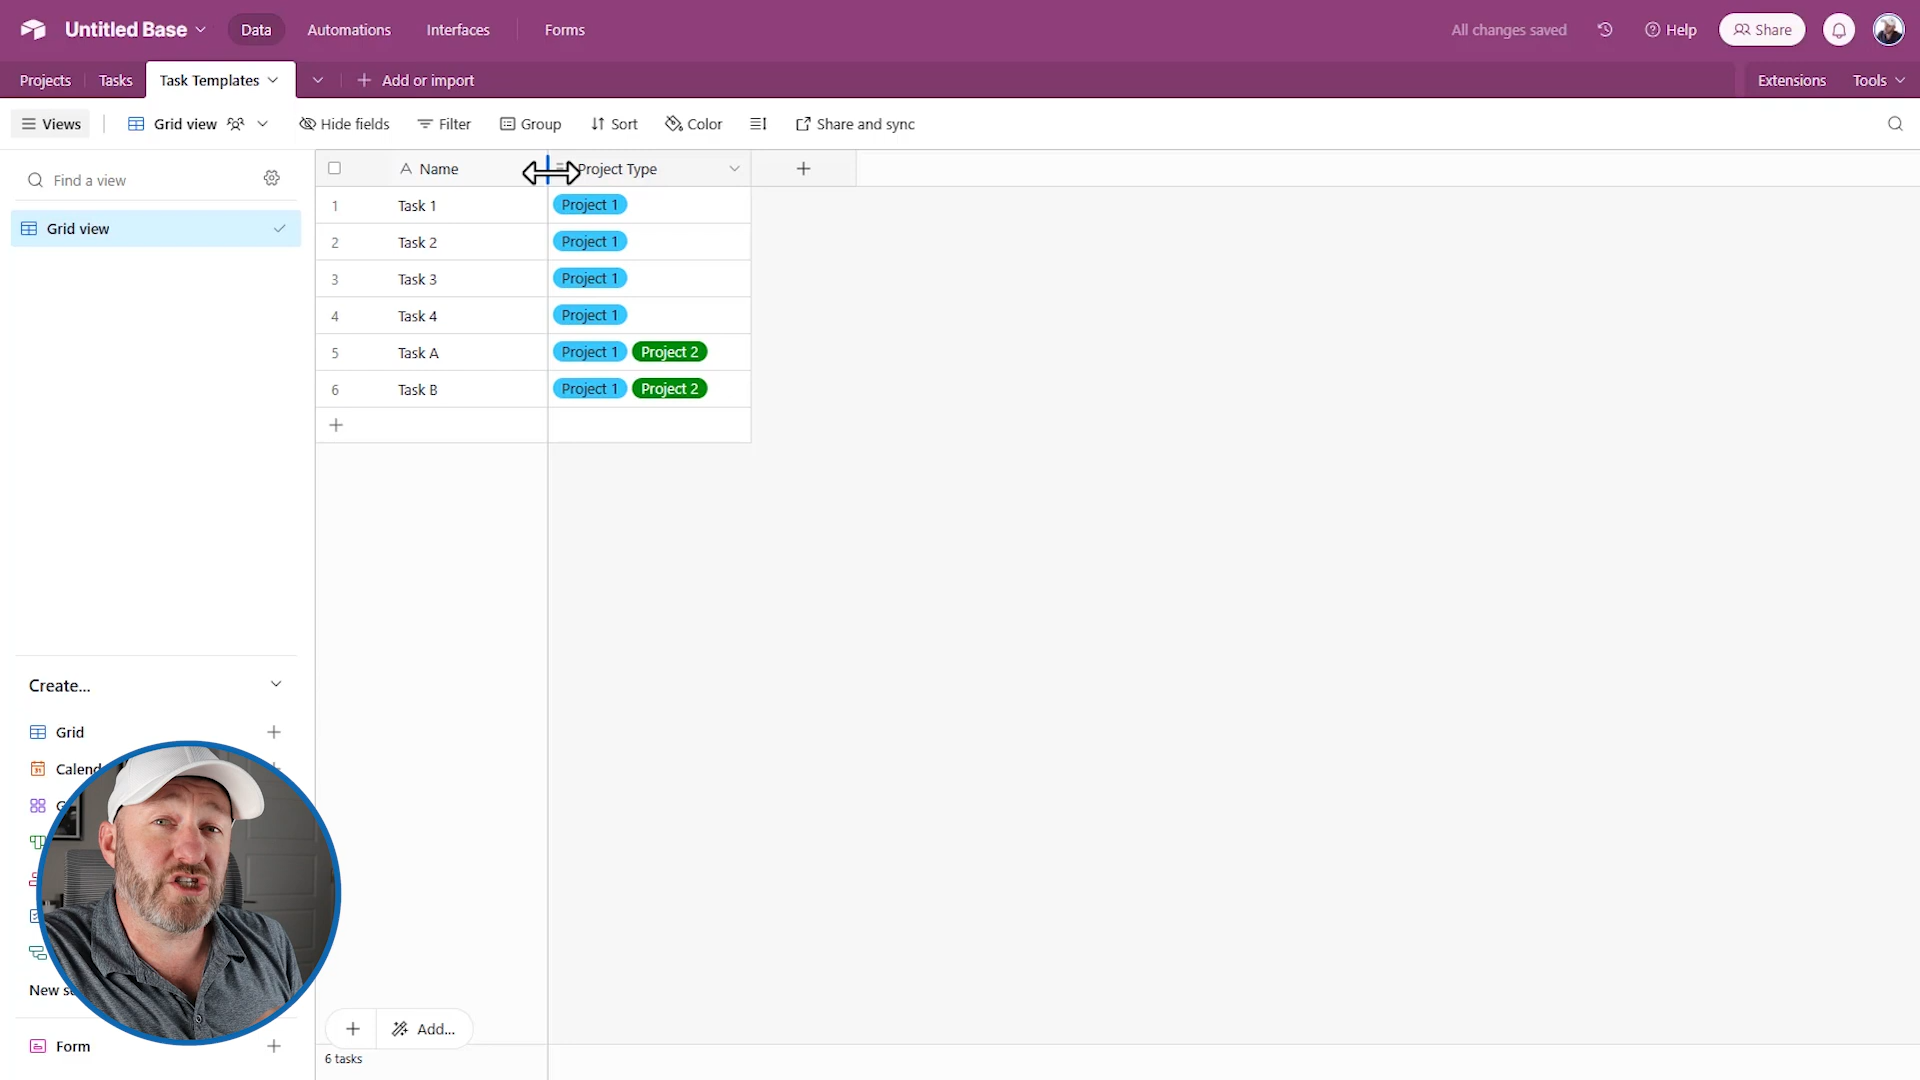 Untitled Base
Data
Automations
Interfaces
Forms
All changes saved
Help
Share
Projects
Tasks
Task Templates
Add or import
Extensions
Tools
Views
Grid view
Hide fields
Filter
Group
Sort
Color
Share and sync
Find a view
Grid view
Name
Project Type
1 Task 1 Project 1
2 Task 2 Project 1
3 Task 3 Project 1
4 Task 4 Project 1
5 Task A Project 1 Project 2
6 Task B Project 1 Project 2
Create...
Grid
Calend
New s
Form
Add...
6 tasks